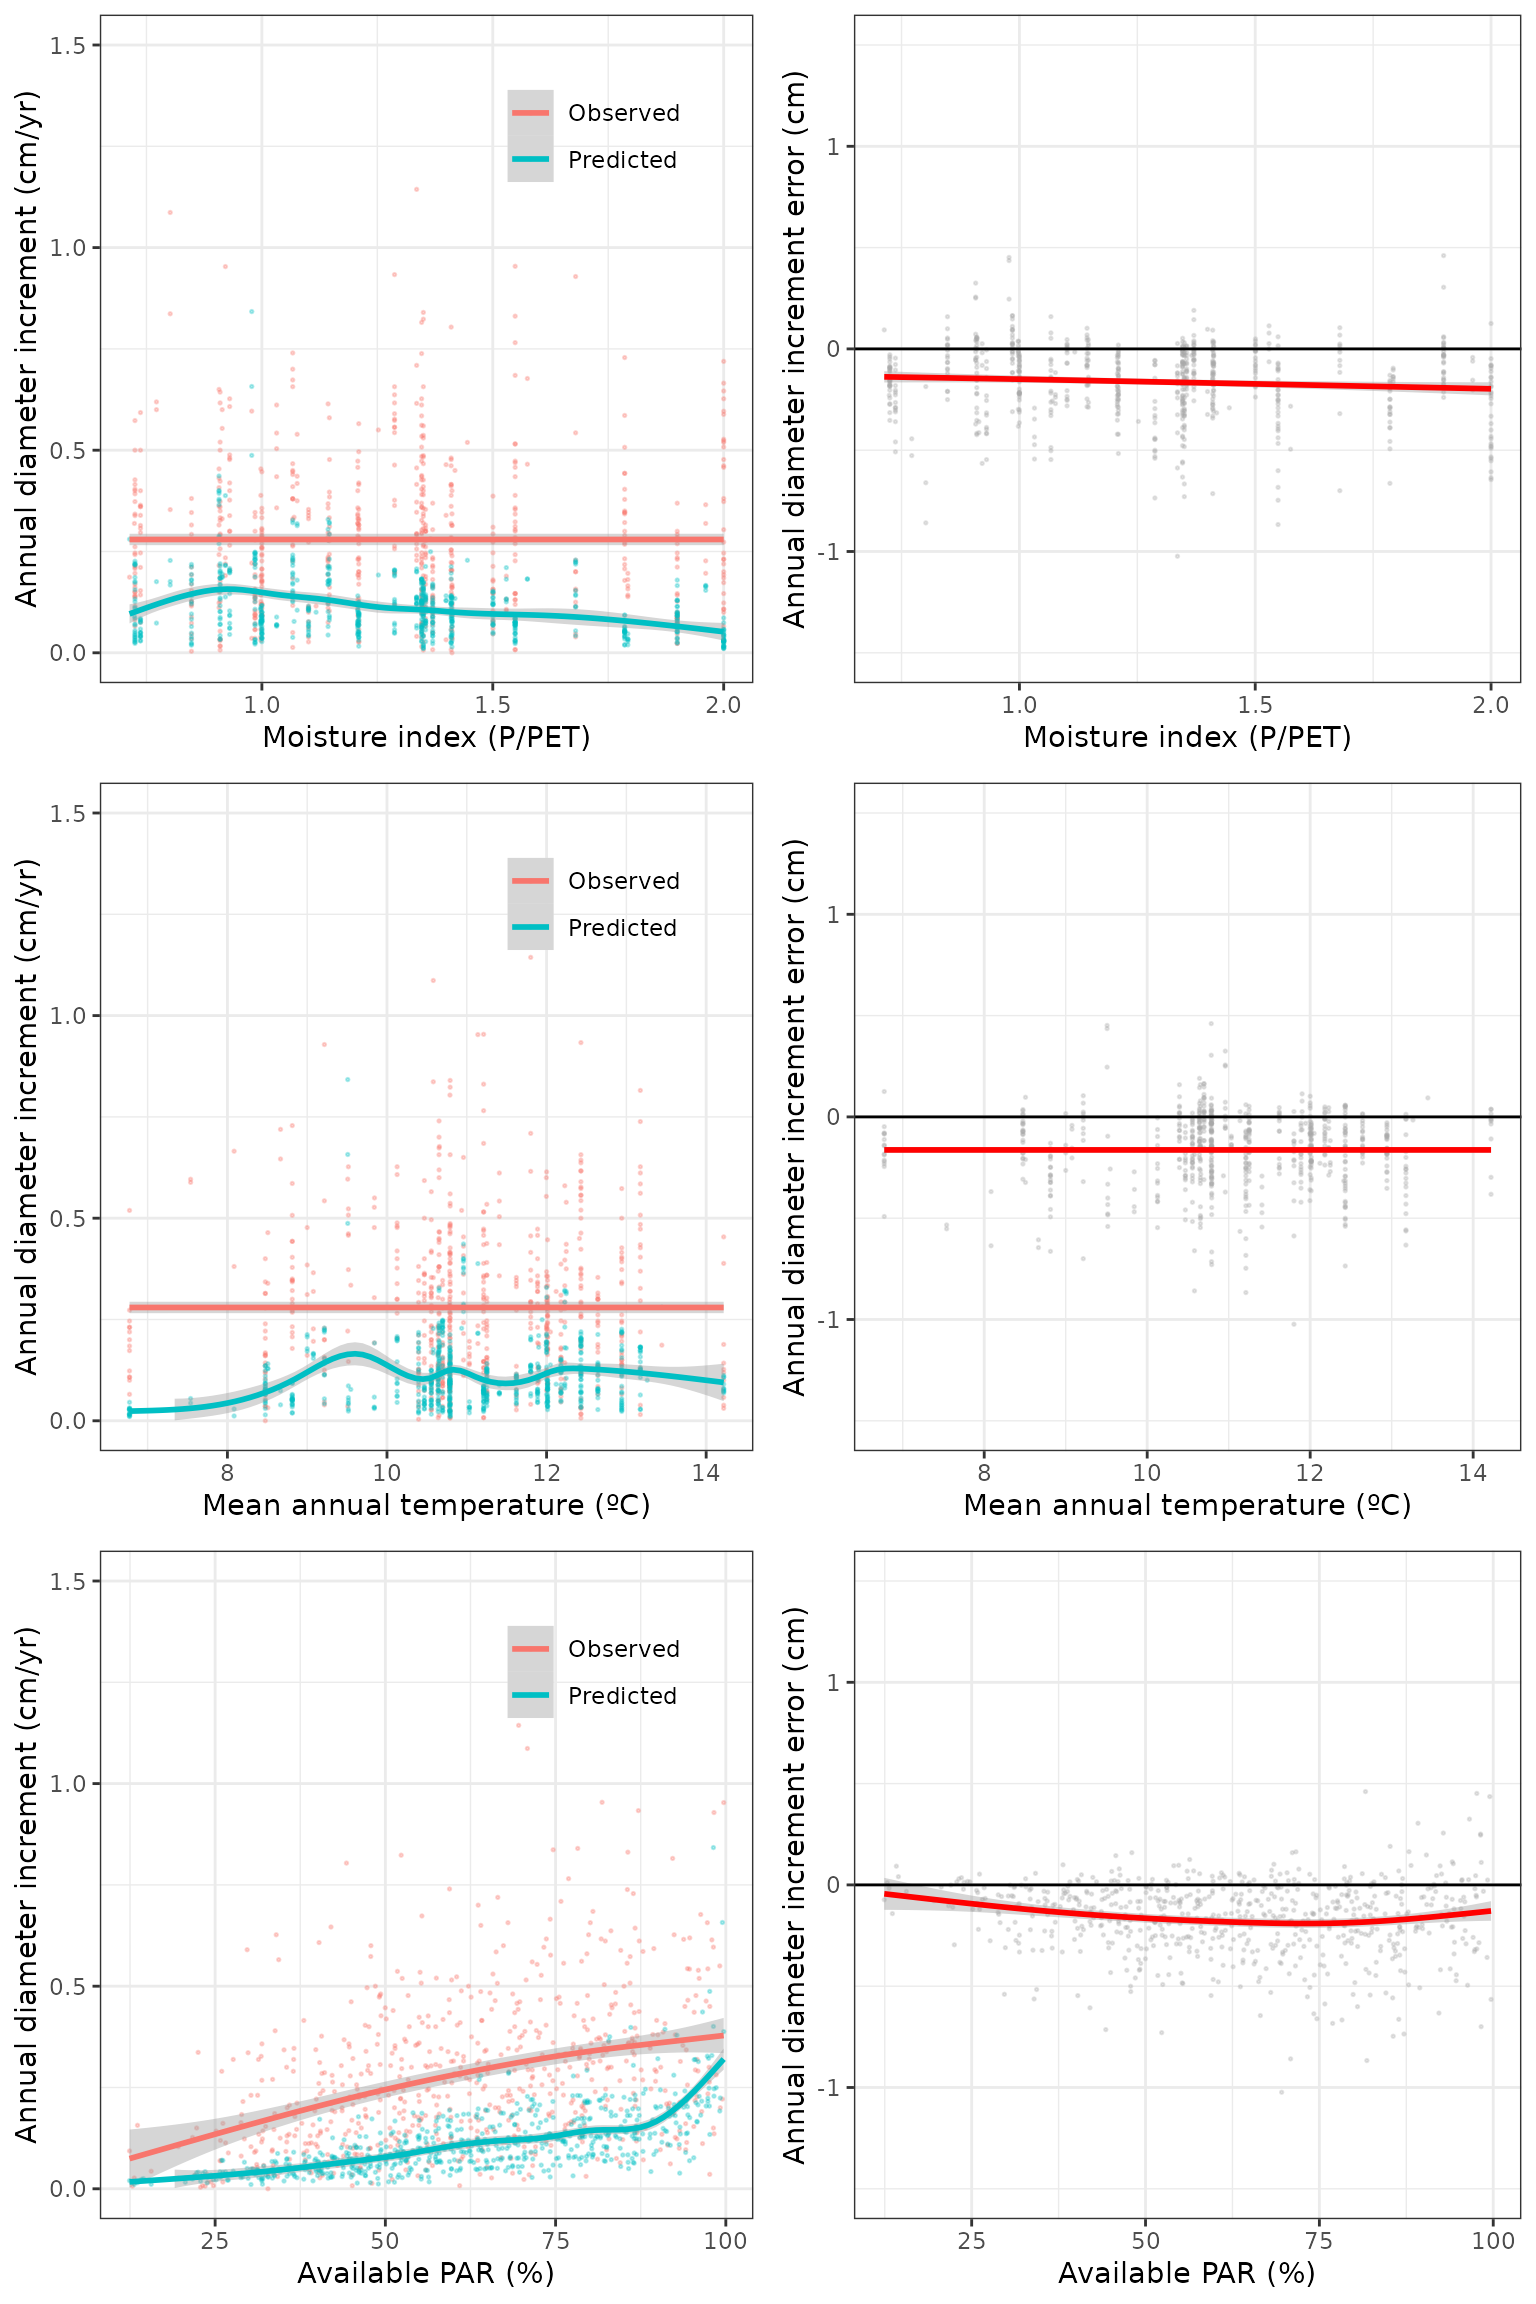 Annual diameter increment (cm/yr)
1.5
1.0
0.5
0.0
Observed
Predicted
1.0 1.5 2.0
Moisture index (P/PET)
Annual diameter increment error (cm)
1
0
-1
1.0 1.5 2.0
Moisture index (P/PET)
Annual diameter increment (cm/yr)
1.5
1.0
0.5
0.0
Observed
Predicted
8 10 12 14
Mean annual temperature (ºC)
Annual diameter increment error (cm)
1
0
-1
8 10 12 14
Mean annual temperature (ºC)
Annual diameter increment (cm/yr)
1.5
1.0
0.5
0.0
Observed
Predicted
25 50 75 100
Available PAR (%)
Annual diameter increment error (cm)
1
0
-1
25 50 75 100
Available PAR (%)